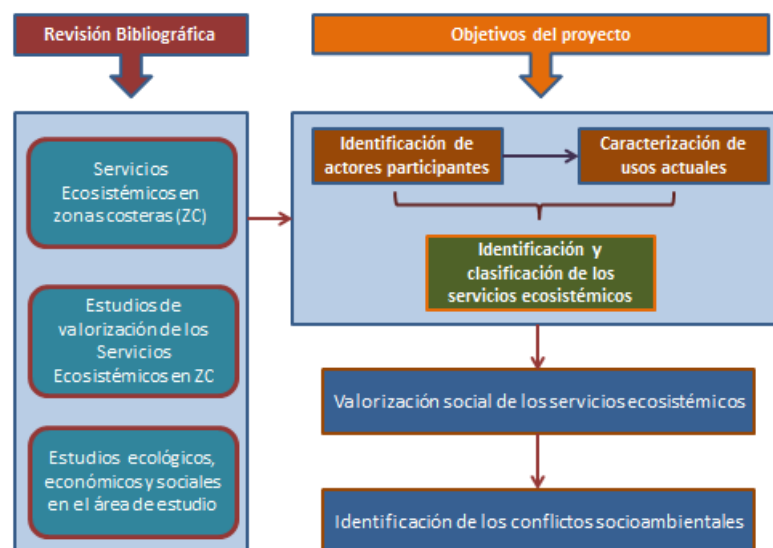 Revisión Bibliográfica
Servicios
Ecosistémicos en
zonas costeras (ZC)
Estudios de
valorización de los
Servicios
Ecosistémicos en ZC
Estudios ecológicos,
económicos y sociales
en el área de estudio
Objetivos del proyecto
Identificación de
actores participantes
Caracterización de
usos actuales
Identificación y
clasificación de los
servicios ecosistémicos
Valorización social de los servicios ecosistémicos
Identificación de los conflictos socioambientales